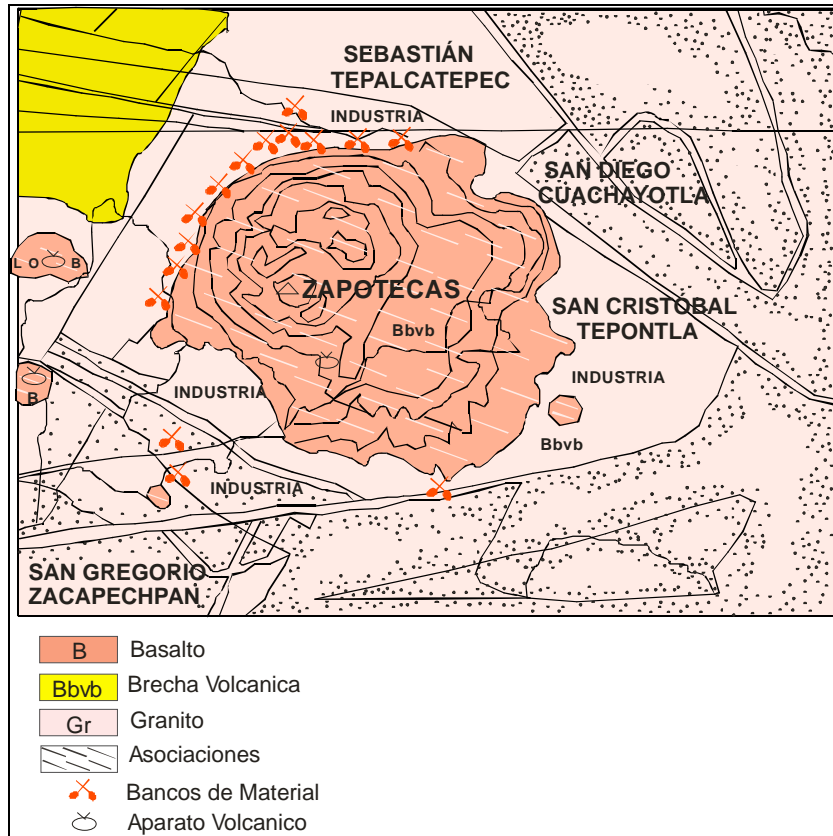 SEBASTIÁN
TEPALCATEPEC
INDUSTRIA
SAN DIEGO
CUACHAYOTLA
L O B
ZAPOTECAS
SAN CRISTÓBAL
TEPONTLA
Bbvb
INDUSTRIA
INDUSTRIA
B
Bbvb
INDUSTRIA
SAN GREGORIO
ZACAPECHPAN
B Basalto
Bbvb Brecha Volcanica
Gr Granito
Asociaciones
Bancos de Material
Aparato Volcanico